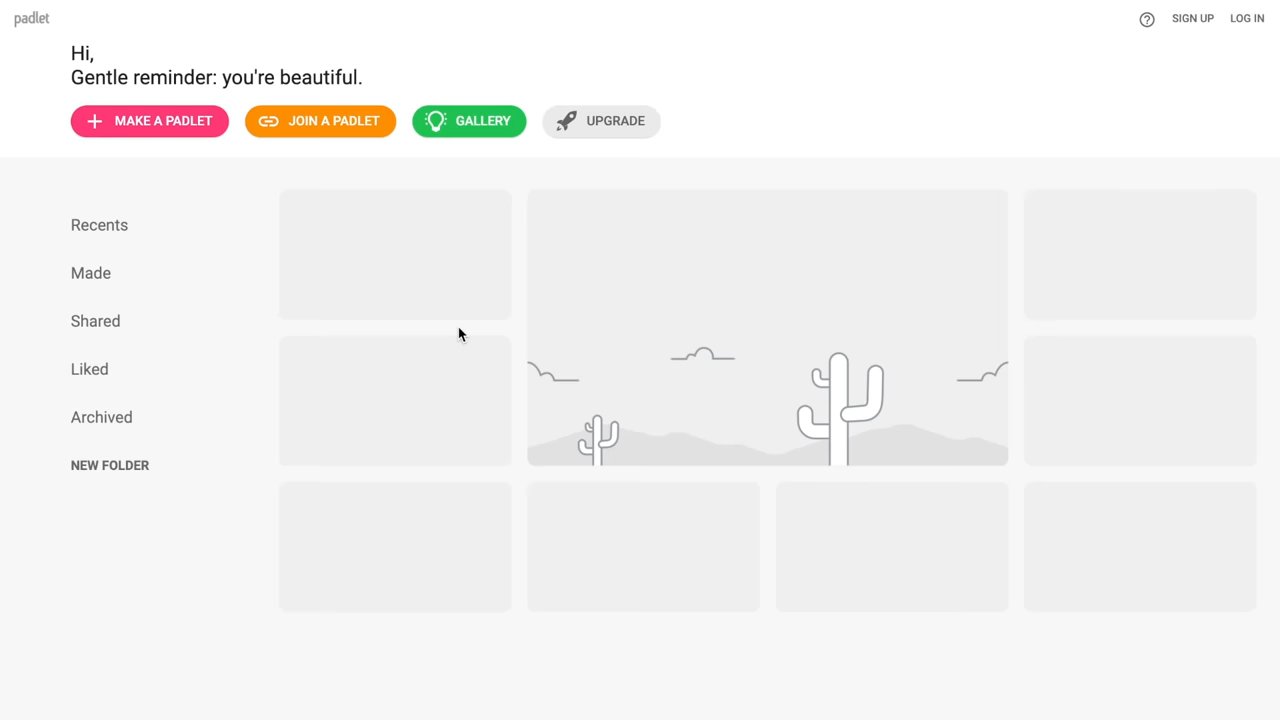 padlet
SIGN UP
LOG IN
Hi,
Gentle reminder: you're beautiful.
MAKE A PADLET
JOIN A PADLET
GALLERY
UPGRADE
Recents
Made
Shared
Liked
Archived
NEW FOLDER